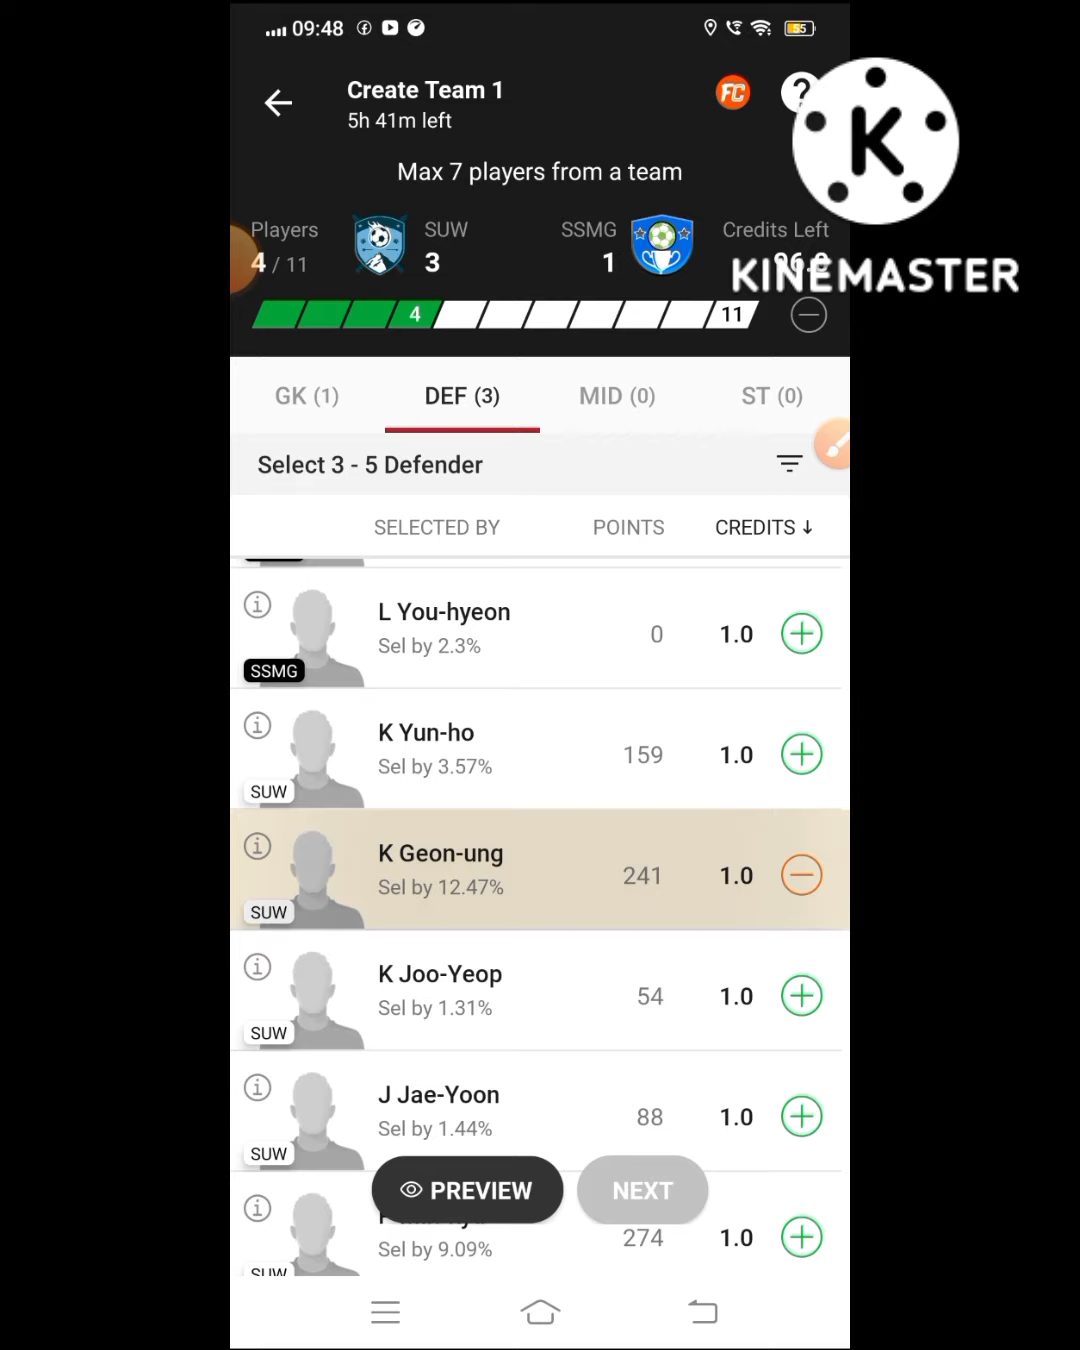 09:48
55
Create Team 1
FC
?
5h 41m left
K
Max 7 players from a team
Players
SUW
SSMG
Credits Left
4 / 11
3
1
KINEMASTER
4
11
GK (1)
DEF (3)
MID (0)
ST (0)
Select 3 - 5 Defender
SELECTED BY
POINTS
CREDITS ↓
L You-hyeon
Sel by 2.3%
0
1.0
SSMG
K Yun-ho
Sel by 3.57%
159
1.0
SUW
K Geon-ung
Sel by 12.47%
241
1.0
SUW
K Joo-Yeop
Sel by 1.31%
54
1.0
SUW
J Jae-Yoon
Sel by 1.44%
88
1.0
SUW
PREVIEW
NEXT
Sel by 9.09%
274
1.0
SUW